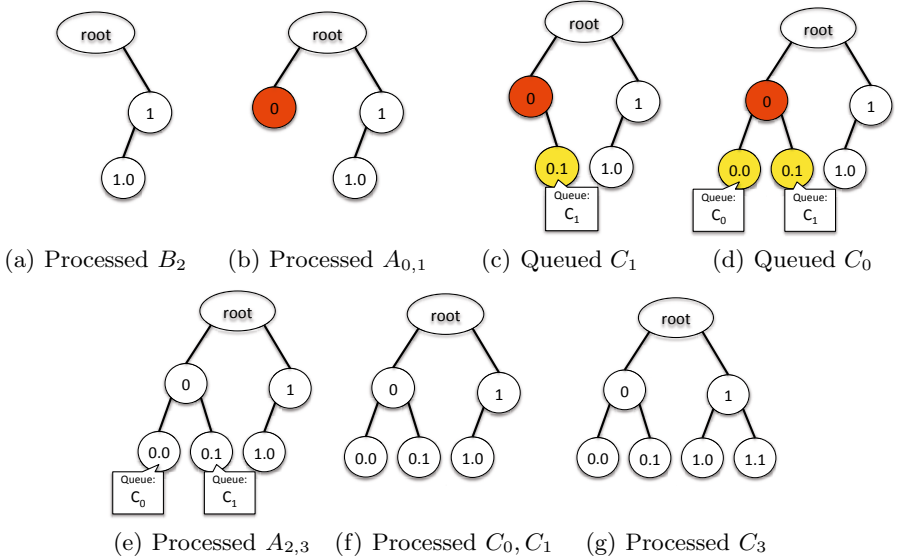 root
1
1.0
(a) Processed B₂
root
0
1
1.0
(b) Processed A₀,₁
root
0
1
0.1
1.0
Queue:
C₁
(c) Queued C₁
root
0
1
0.0
0.1
1.0
Queue:
C₀
Queue:
C₁
(d) Queued C₀
root
0
1
0.0
0.1
1.0
Queue:
C₀
Queue:
C₁
(e) Processed A₂,₃
root
0
1
0.0
0.1
1.0
(f) Processed C₀, C₁
root
0
1
0.0
0.1
1.0
1.1
(g) Processed C₃